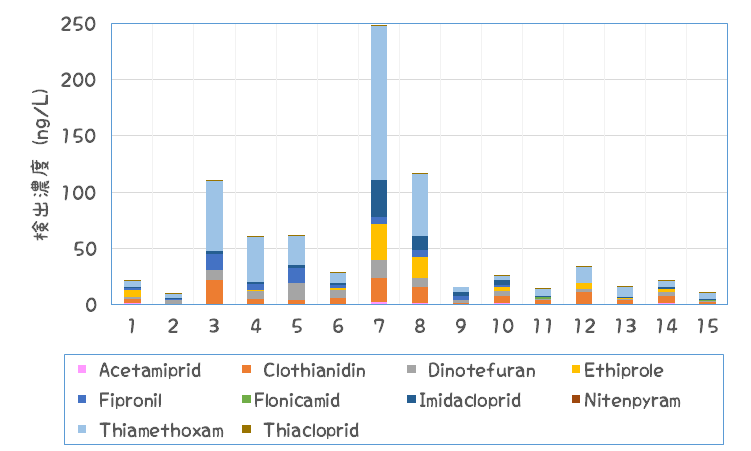 250
200
150
100
50
0
検出濃度 (ng/L)
1 2 3 4 5 6 7 8 9 10 11 12 13 14 15
Acetamiprid Clothianidin Dinotefuran Ethiprole
Fipronil Flonicamid Imidacloprid Nitenpyram
Thiamethoxam Thiacloprid